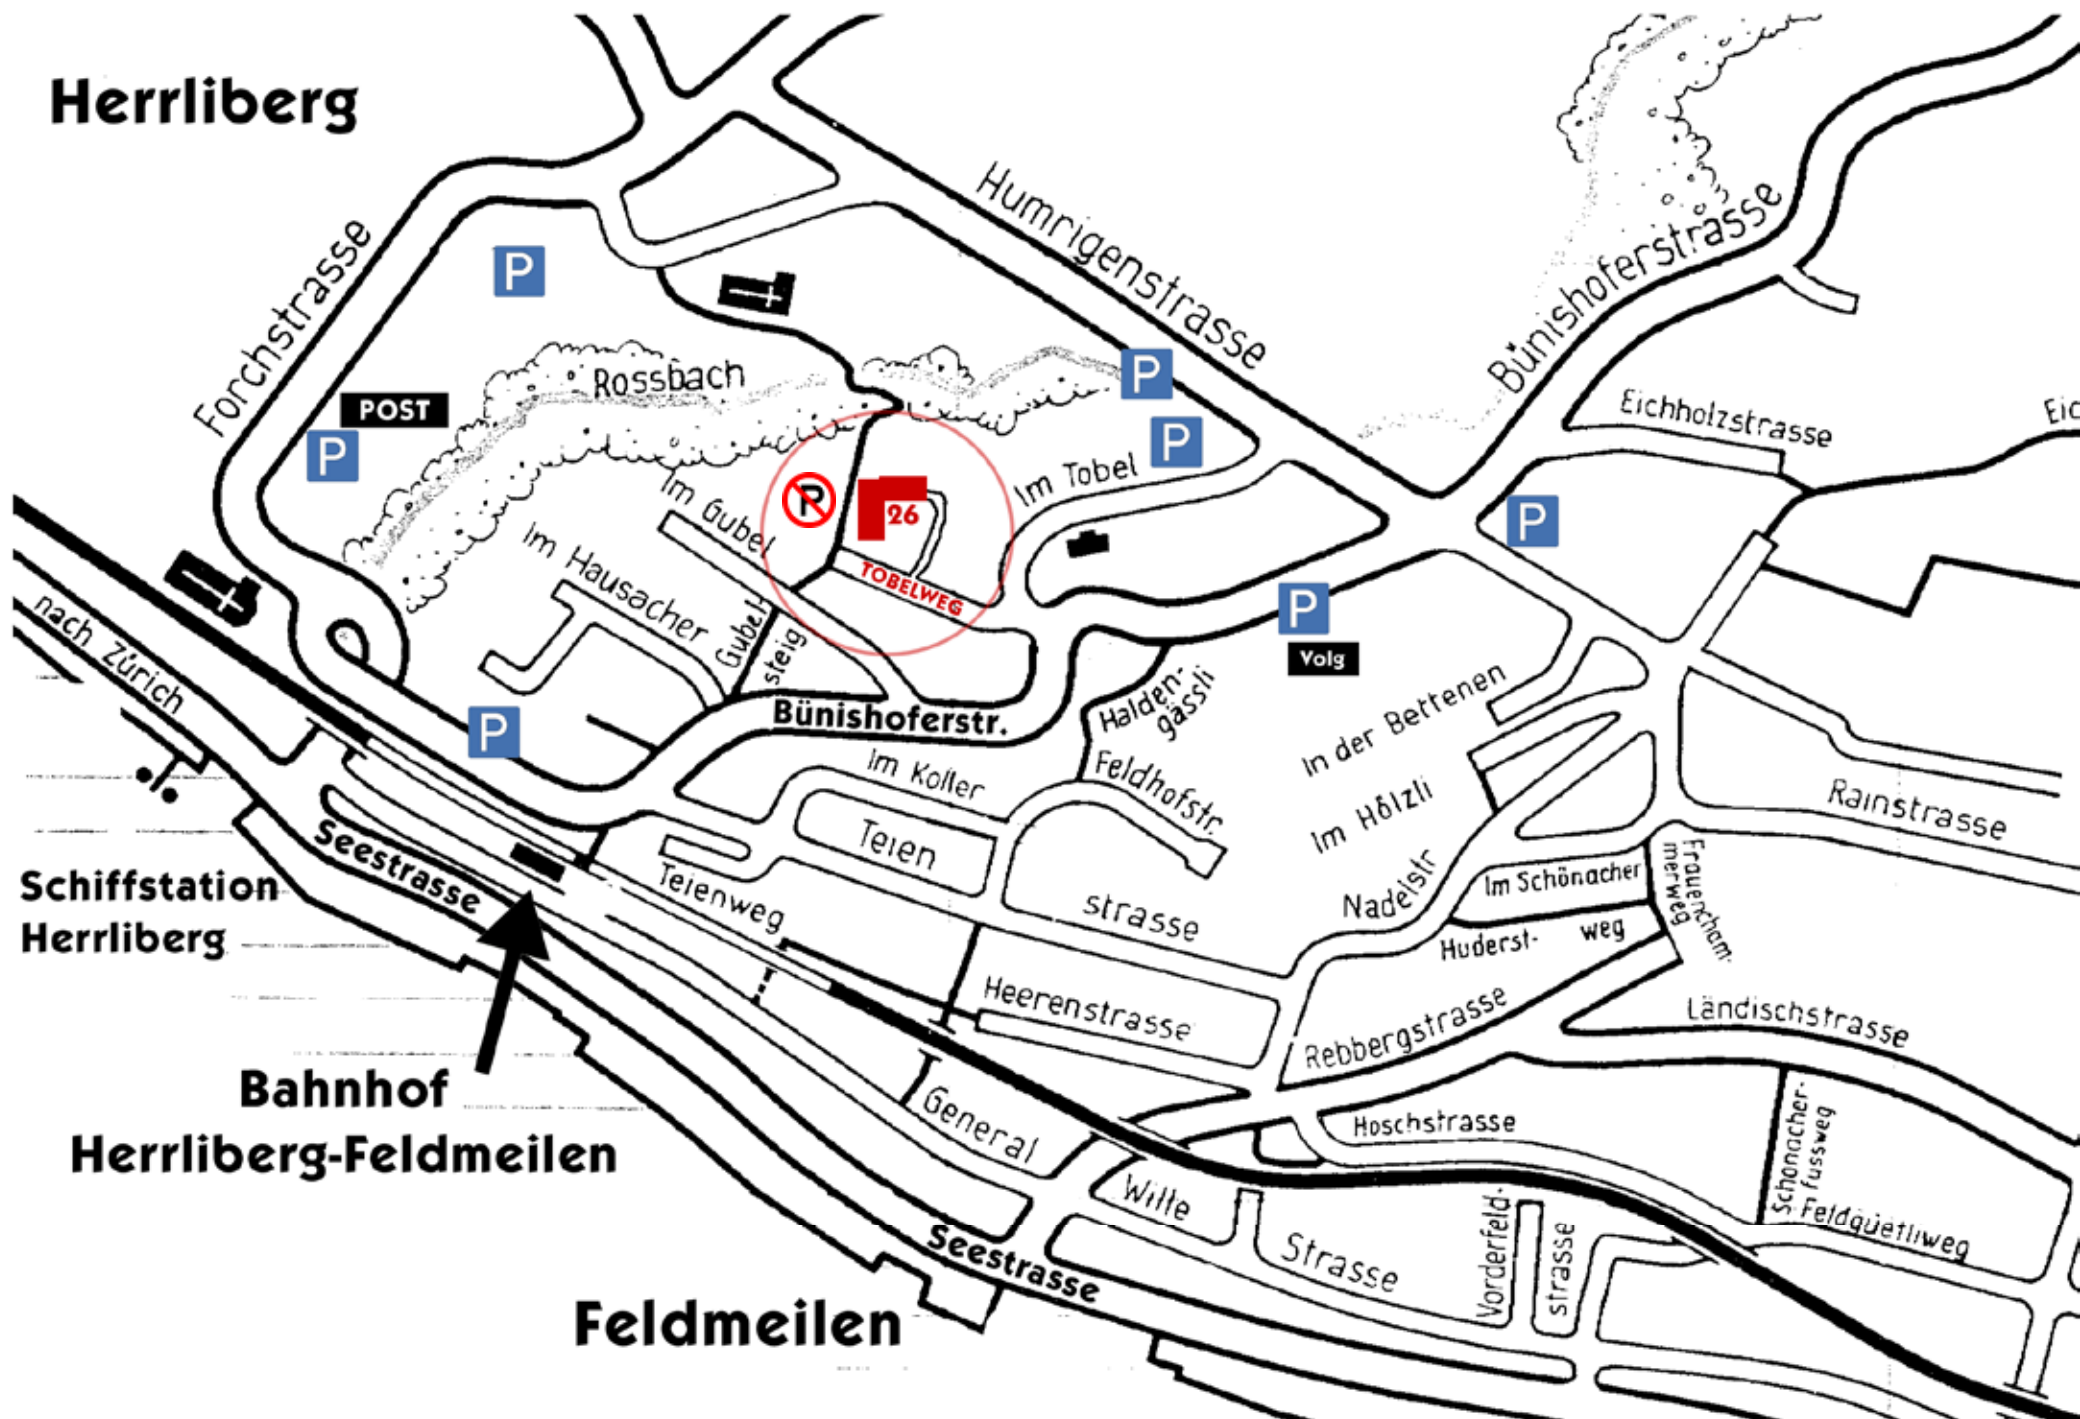 Herrliberg
Humrigenstrasse
Forchstrasse
Bünishoferstrasse
P
Rossbach
P
POST
P
P
Eichholzstrasse
Eic
Im Tobel
Im Gubel
P
26
P
Im Hausacher
TOBELWEG
nach Zürich
Gubel-
steig
P
Volg
Bünishoferstr.
P
Halden-
gässli
In der Bettenen
Im Koller
Feldhofstr.
Im Hölzli
Rainstrasse
Teien
strasse
Seestrasse
Teienweg
Nadelstr
Im Schönacher
Frauencham-
merweg
Huderst- weg
Schiffstation
Herrliberg
Heerenstrasse
Rebbergstrasse
Ländischstrasse
Bahnhof
Herrliberg-Feldmeilen
General
Wille
Strasse
Hoschstrasse
Schönacher-
fussweg
Feldgüetliweg
Vorderfeld-
strasse
Seestrasse
Feldmeilen